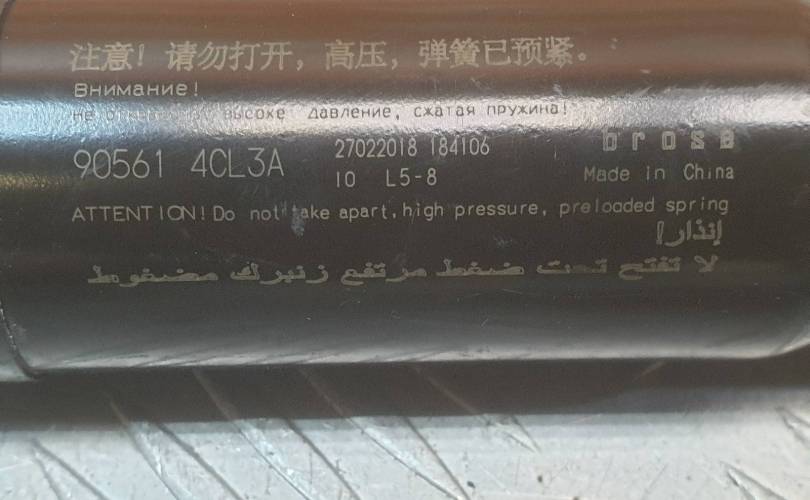 注意! 请勿打开，高压，弹簧已预紧。
Внимание!
не высоке давление, сжатая пружина!
90561 4CL3A
27022018 184106
10 L5-8
brose
Made in China
ATTENTION! Do not take apart, high pressure, preloaded spring
إنذار!
لا تفتح تحت ضغط مرتفع زنبرك مضغوط